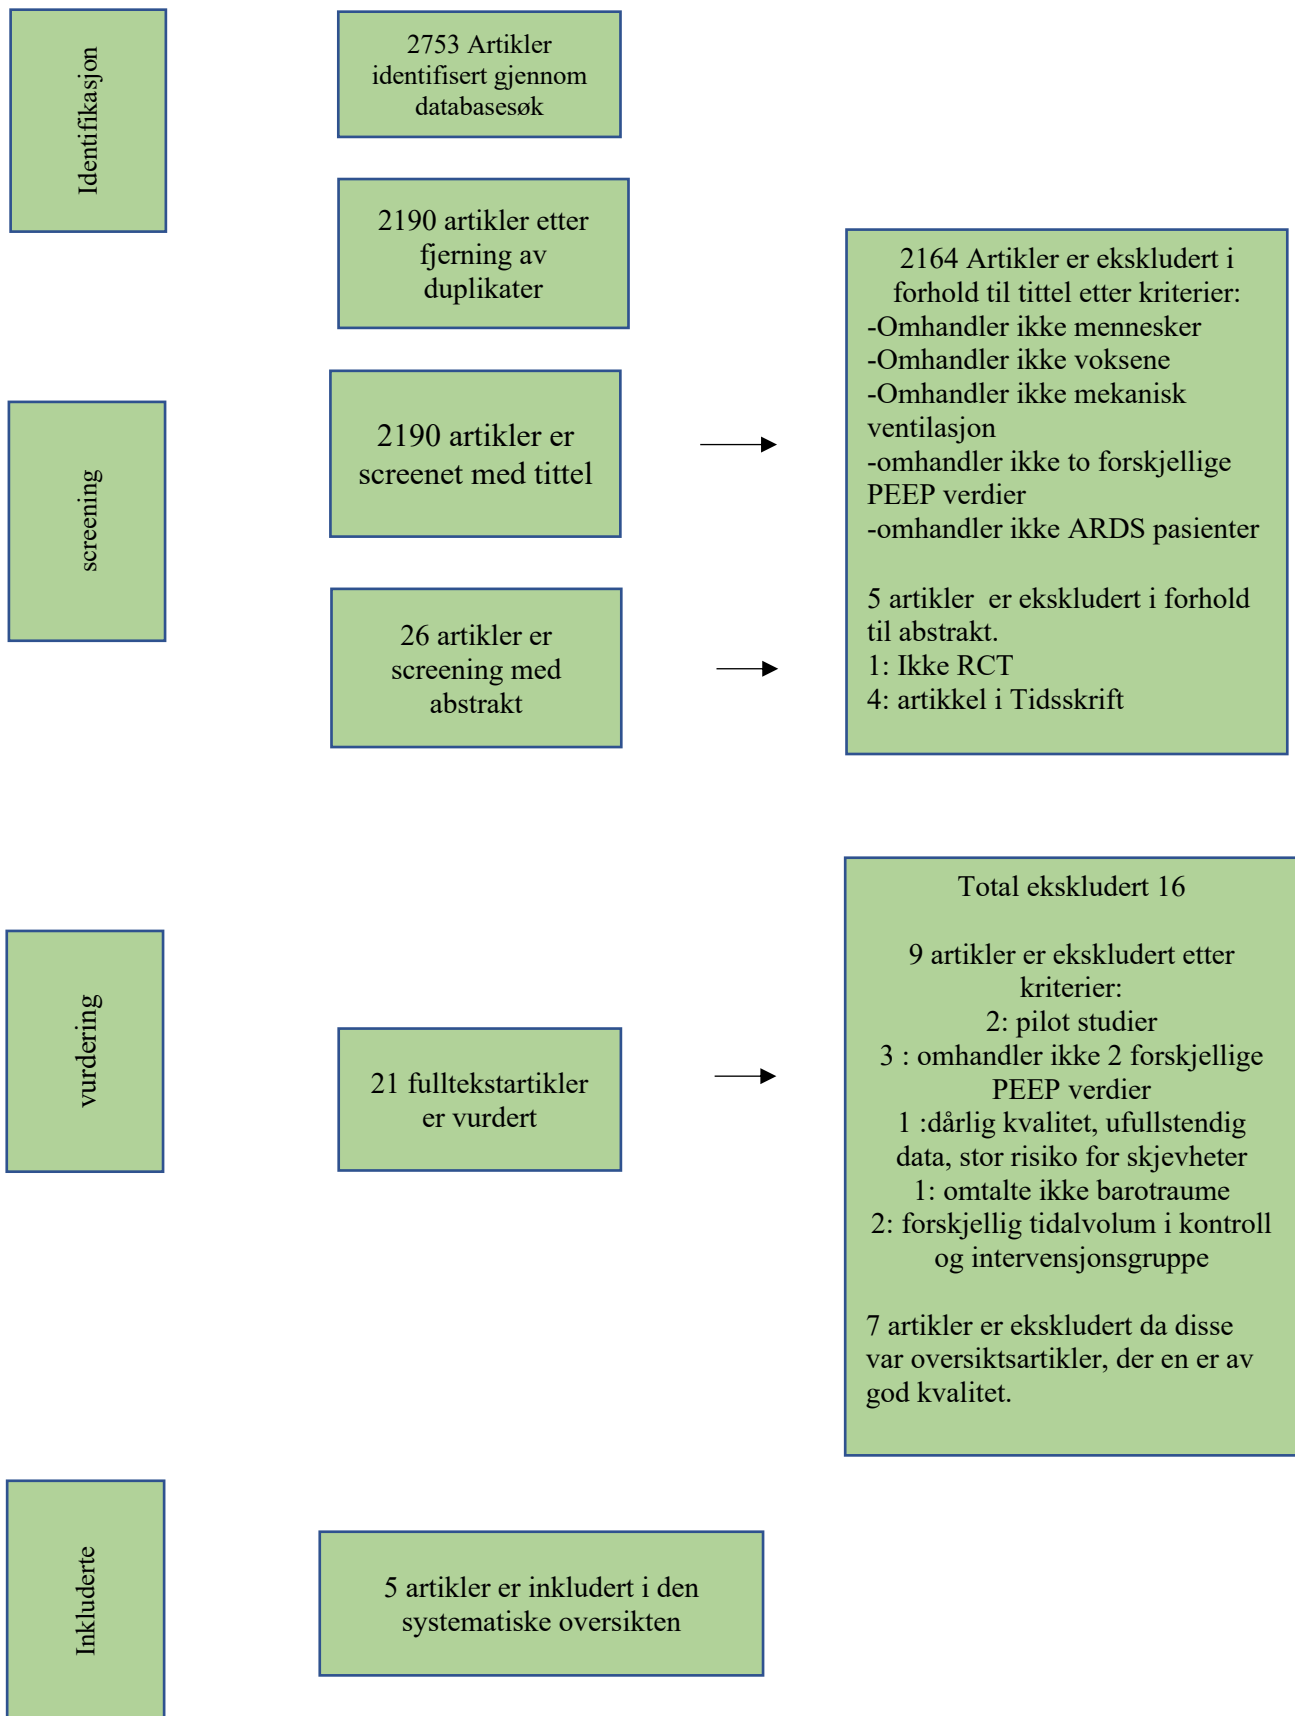 Identifikasjon
2753 Artikler
identifisert gjennom
databasesøk
2190 artikler etter
fjerning av
duplikater
screening
2190 artikler er
screenet med tittel
26 artikler er
screening med
abstrakt
2164 Artikler er ekskludert i
forhold til tittel etter kriterier:
-Omhandler ikke mennesker
-Omhandler ikke voksene
-Omhandler ikke mekanisk
ventilasjon
-omhandler ikke to forskjellige
PEEP verdier
-omhandler ikke ARDS pasienter
5 artikler  er ekskludert i forhold
til abstrakt.
1: Ikke RCT
4: artikkel i Tidsskrift
vurdering
21 fulltekstartikler
er vurdert
Total ekskludert 16
9 artikler er ekskludert etter
kriterier:
2: pilot studier
3 : omhandler ikke 2 forskjellige
PEEP verdier
1 :dårlig kvalitet, ufullstendig
data, stor risiko for skjevheter
1: omtalte ikke barotraume
2: forskjellig tidalvolum i kontroll
og intervensjonsgruppe
7 artikler er ekskludert da disse
var oversiktsartikler, der en er av
god kvalitet.
Inkluderte
5 artikler er inkludert i den
systematiske oversikten